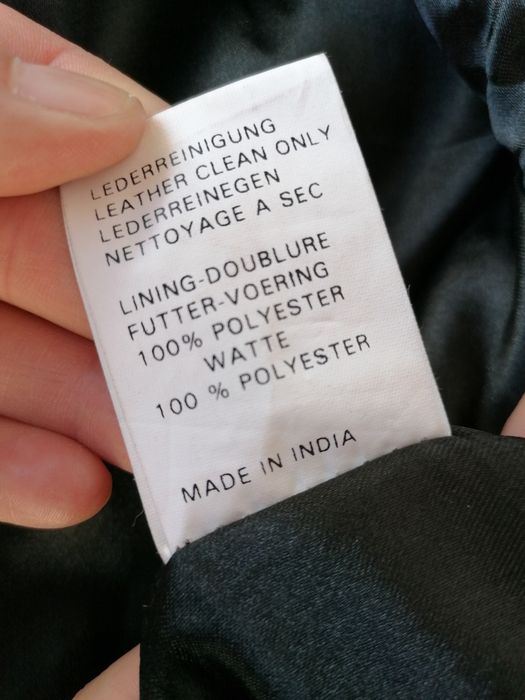 LEDERREINIGUNG
LEATHER CLEAN ONLY
LEDERREINEGEN
NETTOYAGE A SEC
LINING-DOUBLURE
FUTTER-VOERING
100% POLYESTER
WATTE
100 % POLYESTER
MADE IN INDIA